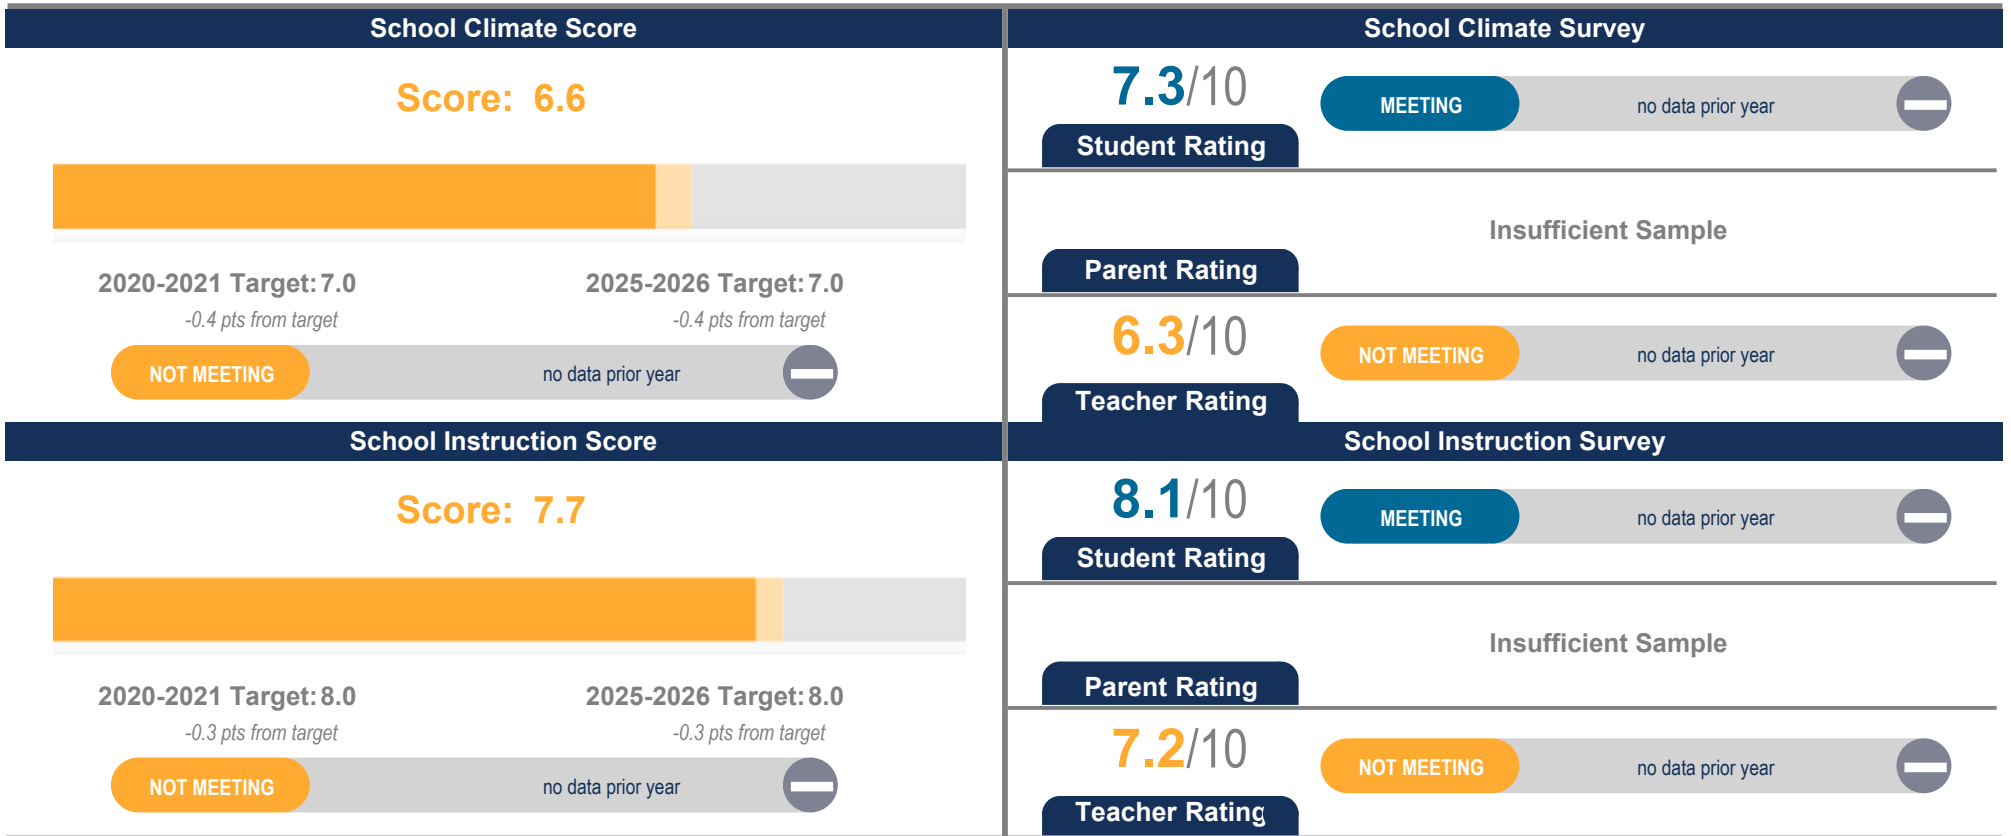 School Climate Score
Score: 6.6
2020-2021 Target: 7.0
-0.4 pts from target
2025-2026 Target: 7.0
-0.4 pts from target
NOT MEETING
no data prior year
School Climate Survey
7.3/10
Student Rating
MEETING
no data prior year
Parent Rating
Insufficient Sample
6.3/10
Teacher Rating
NOT MEETING
no data prior year
School Instruction Score
Score: 7.7
2020-2021 Target: 8.0
-0.3 pts from target
2025-2026 Target: 8.0
-0.3 pts from target
NOT MEETING
no data prior year
School Instruction Survey
8.1/10
Student Rating
MEETING
no data prior year
Parent Rating
Insufficient Sample
7.2/10
Teacher Rating
NOT MEETING
no data prior year